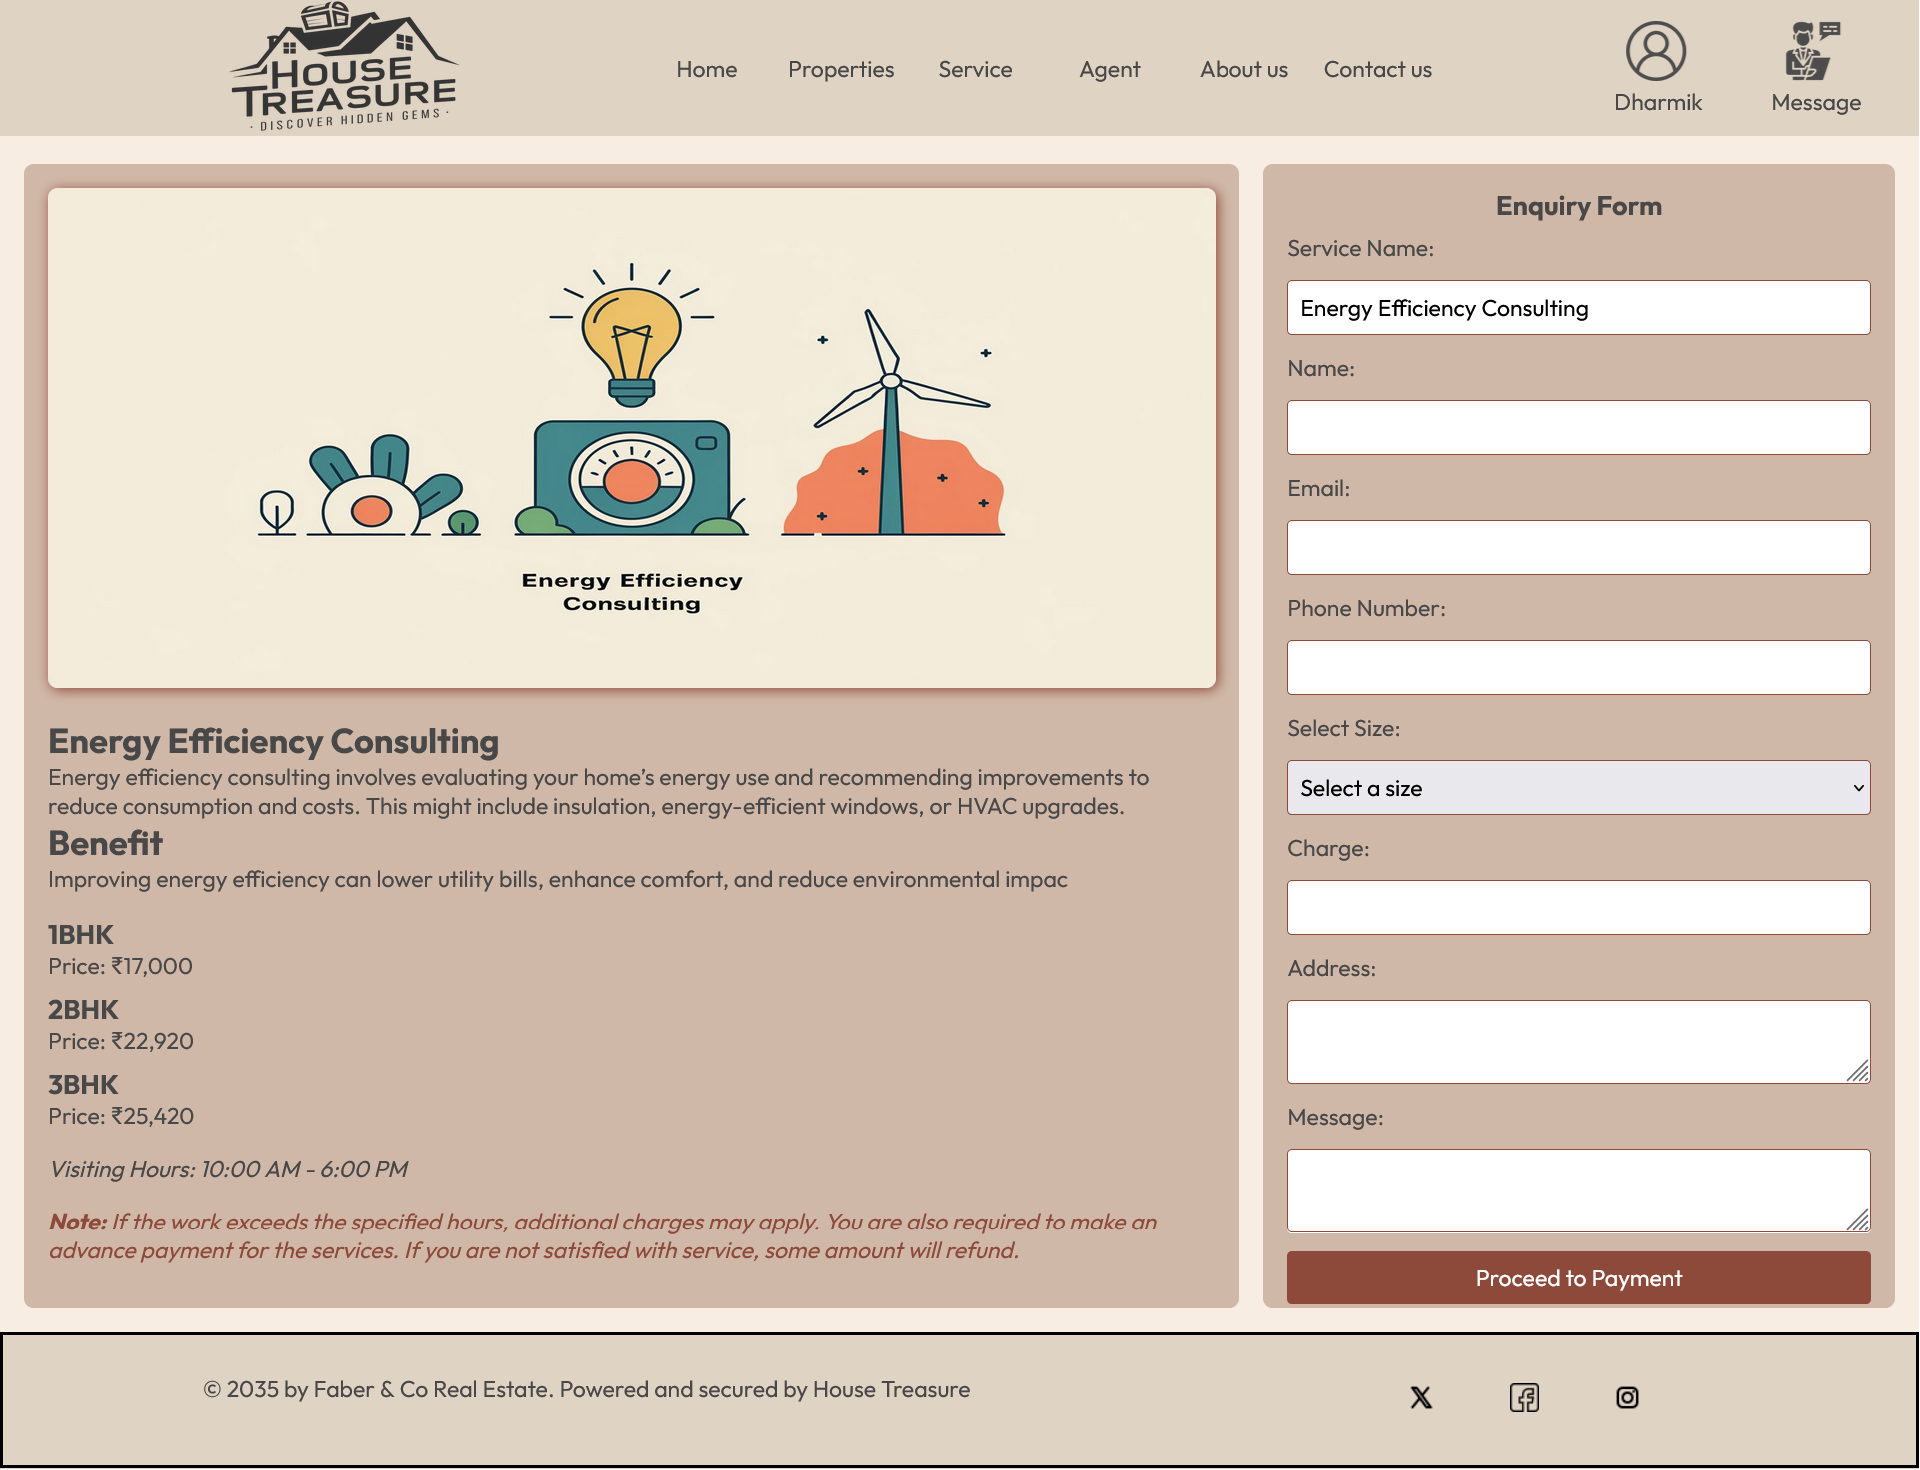 HOUSE
TREASURE
· DISCOVER HIDDEN GEMS ·
Home
Properties
Service
Agent
About us
Contact us
Dharmik
Message
Energy Efficiency
Consulting
Energy Efficiency Consulting
Energy efficiency consulting involves evaluating your home’s energy use and recommending improvements to
reduce consumption and costs. This might include insulation, energy-efficient windows, or HVAC upgrades.
Benefit
Improving energy efficiency can lower utility bills, enhance comfort, and reduce environmental impac
1BHK
Price: ₹17,000
2BHK
Price: ₹22,920
3BHK
Price: ₹25,420
Visiting Hours: 10:00 AM - 6:00 PM
Note: If the work exceeds the specified hours, additional charges may apply. You are also required to make an
advance payment for the services. If you are not satisfied with service, some amount will refund.
Enquiry Form
Service Name:
Energy Efficiency Consulting
Name:
Email:
Phone Number:
Select Size:
Select a size
Charge:
Address:
Message:
Proceed to Payment
© 2035 by Faber & Co Real Estate. Powered and secured by House Treasure